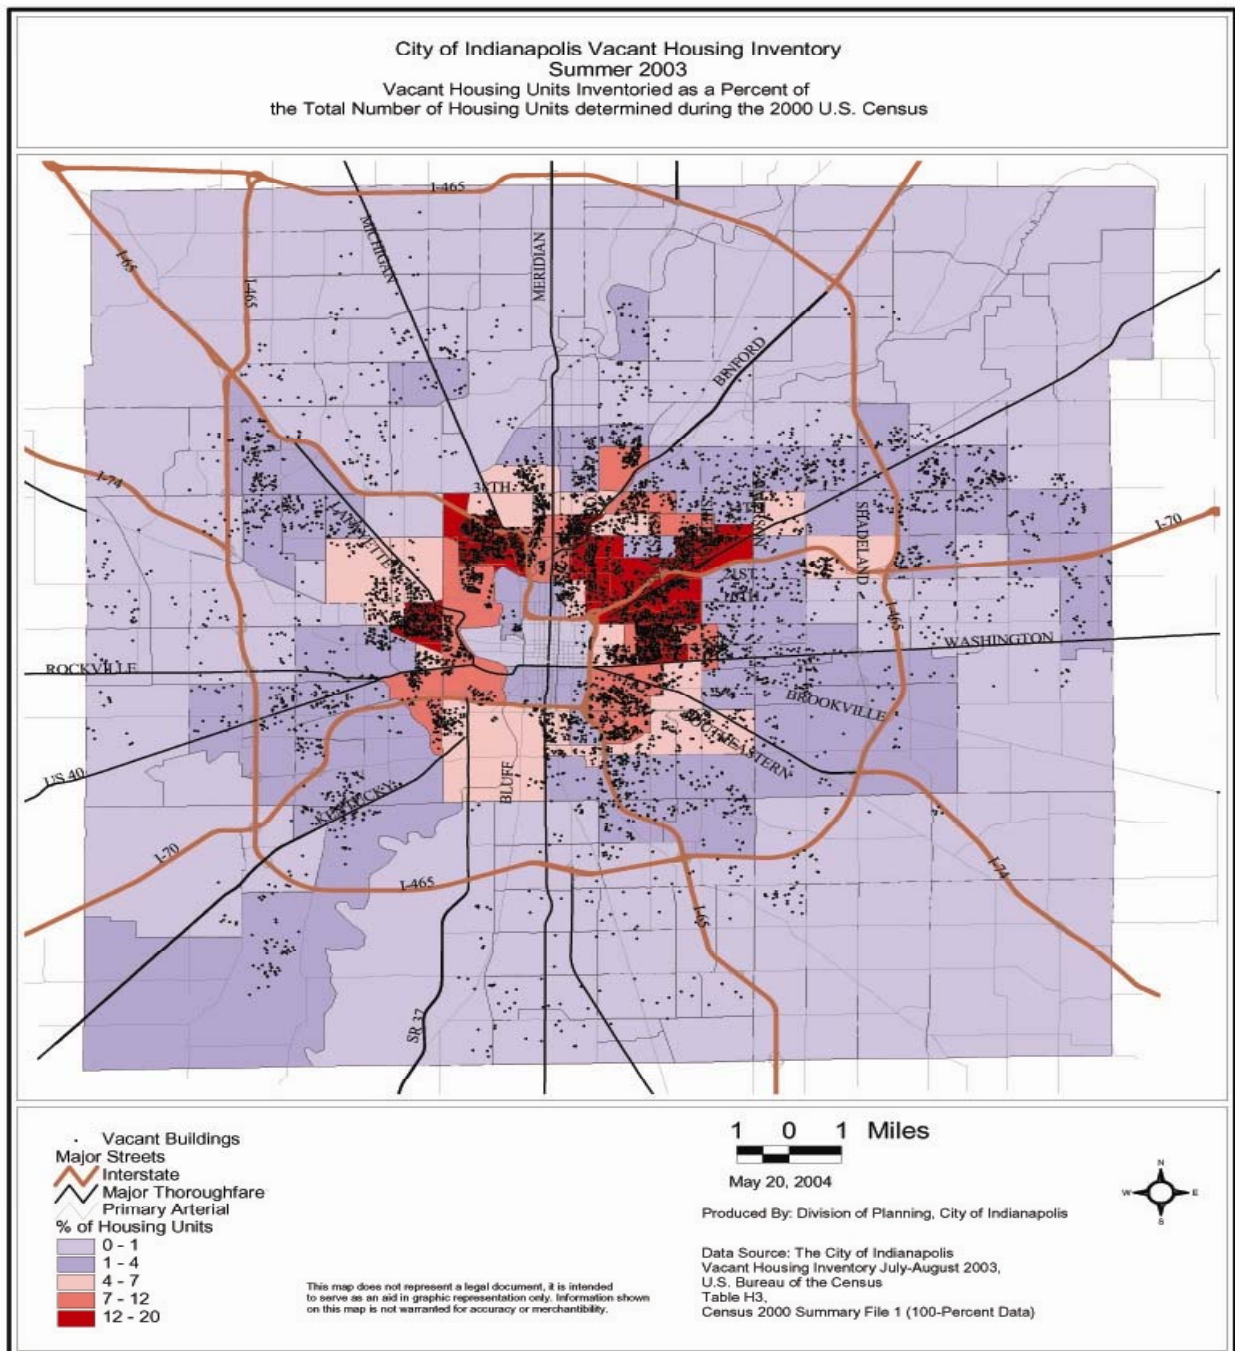 City of Indianapolis Vacant Housing Inventory
Summer 2003
Vacant Housing Units Inventoried as a Percent of
the Total Number of Housing Units determined during the 2000 U.S. Census
I-465
MICHIGAN
MERIDIAN
I-65
I-465
BINFORD
I-74
38TH
LAFAYETTE
SHADELAND
I-70
21ST
16TH
I-465
WASHINGTON
ROCKVILLE
BROOKVILLE
SOUTHEASTERN
US 40
BLUFF
KENTUCKY
I-70
I-465
I-74
I-65
SR 37
Vacant Buildings
Major Streets
Interstate
Major Thoroughfare
Primary Arterial
% of Housing Units
0 - 1
1 - 4
4 - 7
7 - 12
12 - 20
This map does not represent a legal document, it is intended
to serve as an aid in graphic representation only. Information shown
on this map is not warranted for accuracy or merchantibility.
1 0 1 Miles
May 20, 2004
Produced By: Division of Planning, City of Indianapolis
Data Source: The City of Indianapolis
Vacant Housing Inventory July-August 2003,
U.S. Bureau of the Census
Table H3,
Census 2000 Summary File 1 (100-Percent Data)
N
W E
S